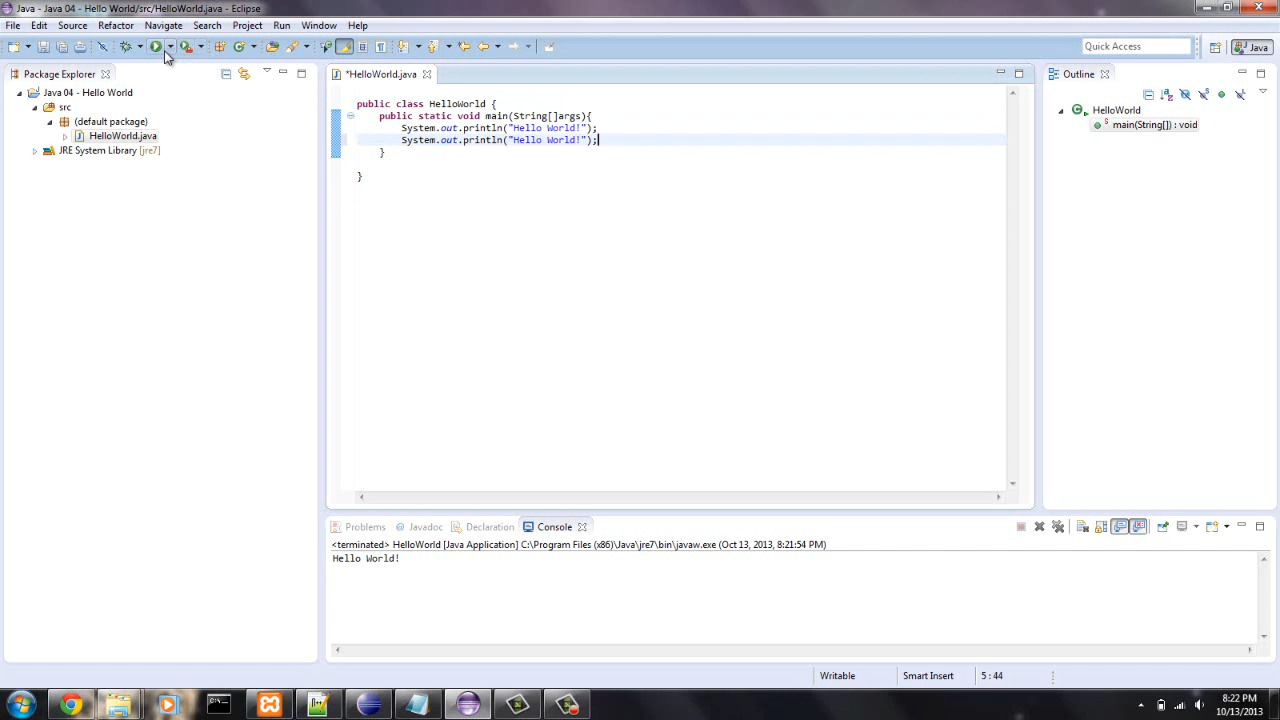 Java - Java 04 - Hello World/src/HelloWorld.java - Eclipse
File Edit Source Refactor Navigate Search Project Run Window Help
Quick Access
Java
Package Explorer
*HelloWorld.java
Outline
Java 04 - Hello World
src
(default package)
HelloWorld.java
JRE System Library [jre7]
public class HelloWorld {
public static void main(String[]args){
System.out.println("Hello World!");
System.out.println("Hello World!");
}
}
HelloWorld
main(String[]) : void
Problems Javadoc Declaration Console
<terminated> HelloWorld [Java Application] C:\Program Files (x86)\Java\jre7\bin\javaw.exe (Oct 13, 2013, 8:21:54 PM)
Hello World!
Writable Smart Insert 5 : 44
8:22 PM
10/13/2013